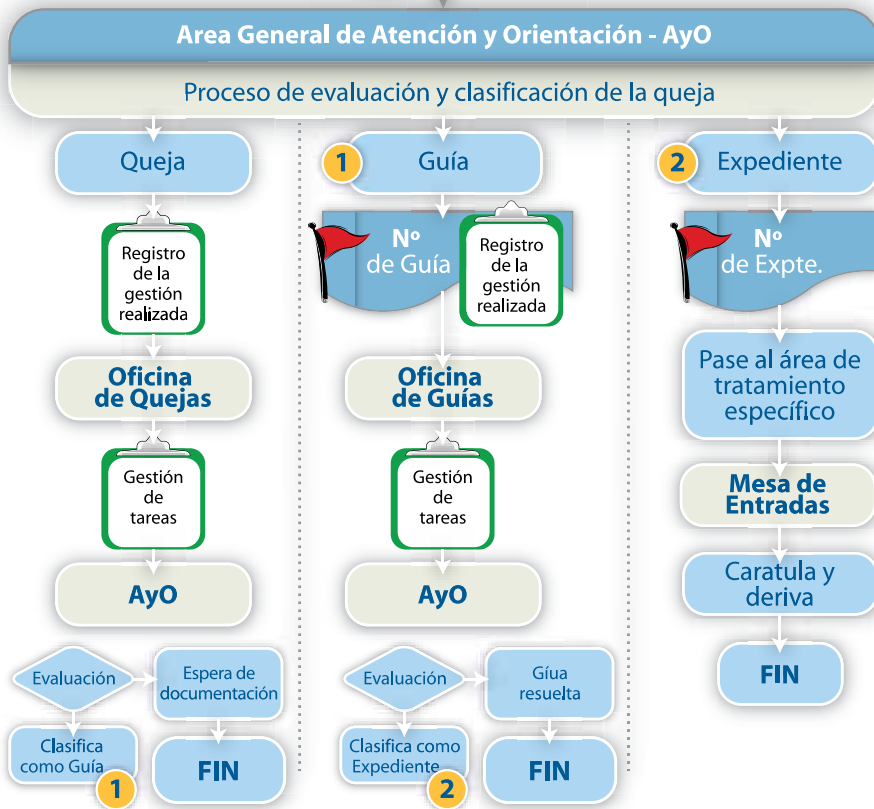 Area General de Atención y Orientación - AyO
Proceso de evaluación y clasificación de la queja
Queja
Registro
de la
gestión
realizada
Oficina
de Quejas
Gestión
de
tareas
AyO
Evaluación
Espera de
documentación
Clasifica
como Guía
1
FIN
1
Guía
Nº
de Guía
Registro
de la
gestión
realizada
Oficina
de Guías
Gestión
de
tareas
AyO
Evaluación
Gíua
resuelta
Clasifica como
Expediente
2
FIN
2
Expediente
Nº
de Expte.
Pase al área de
tratamiento
específico
Mesa de
Entradas
Caratula y
deriva
FIN